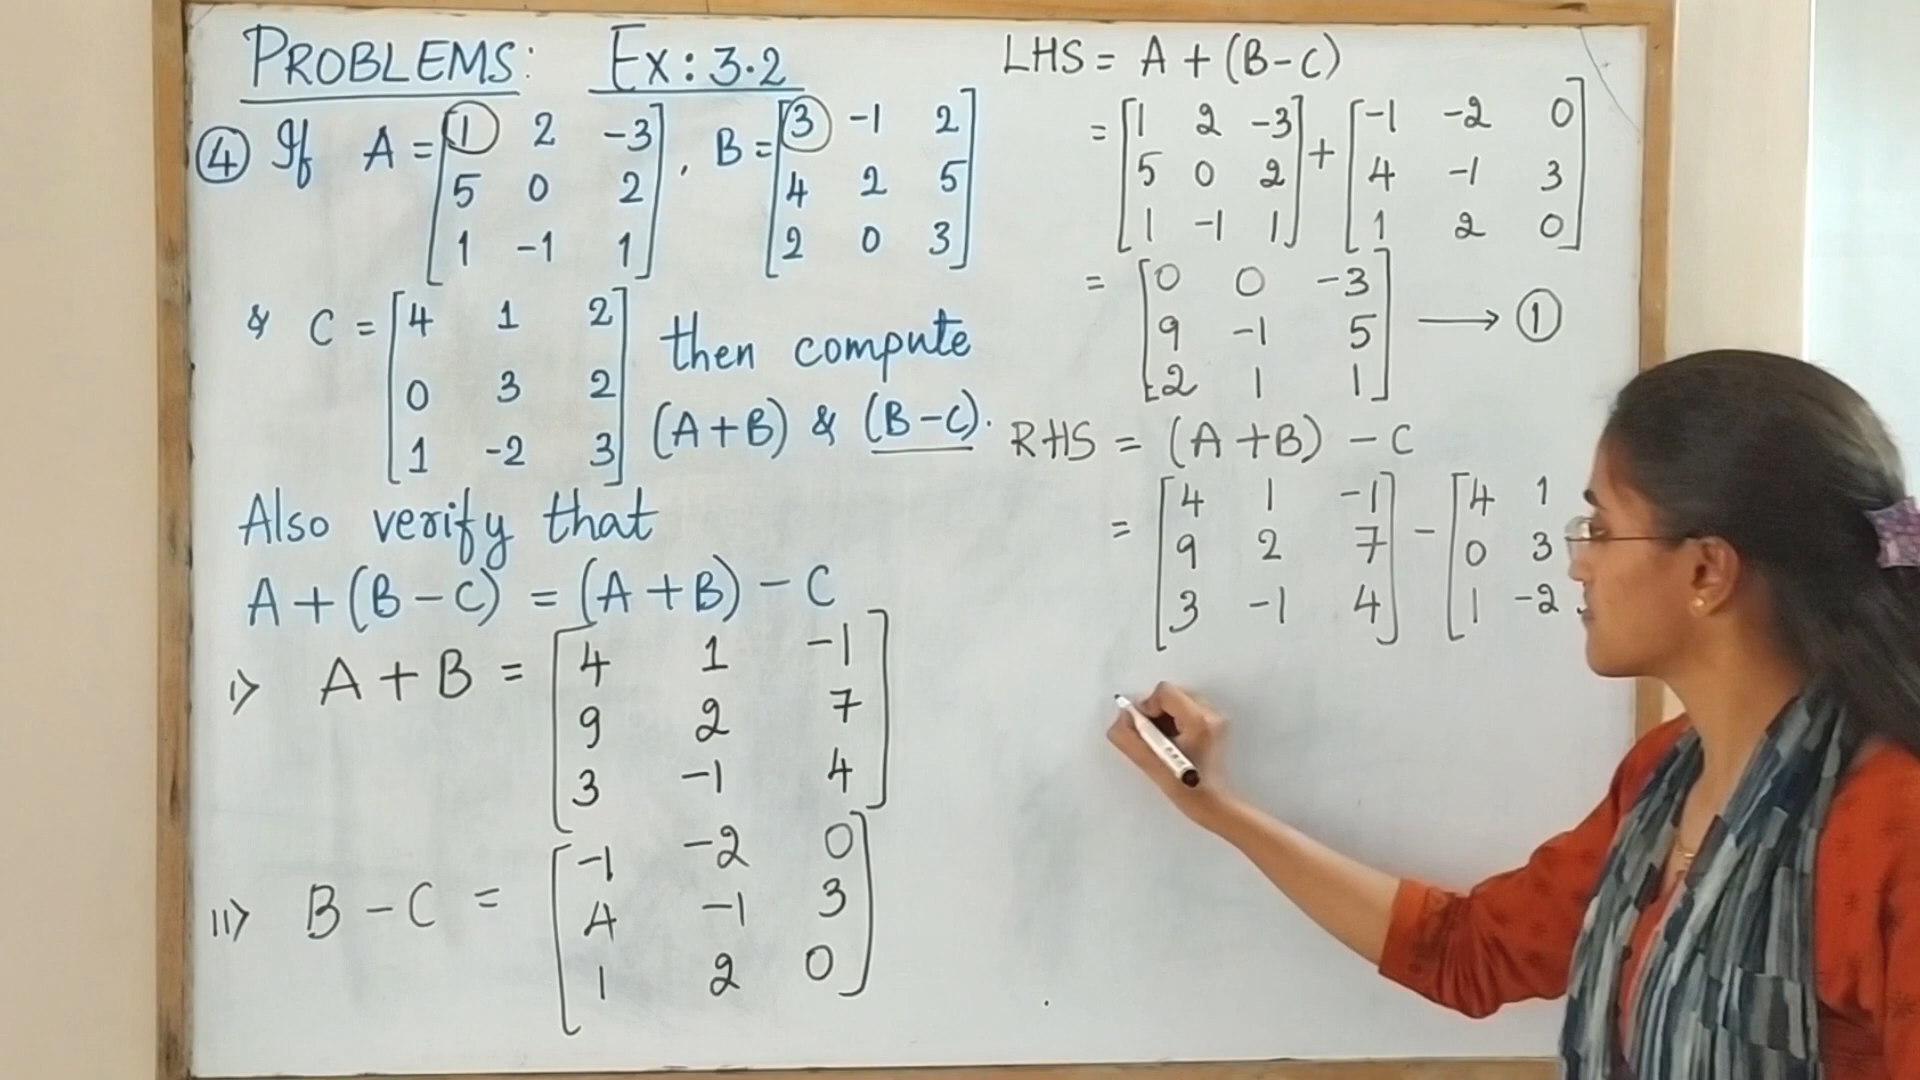 PROBLEMS: Ex: 3.2
④ If A = [1 2 -3], B = [3 -1 2]
5 0 2 4 2 5
1 -1 1 2 0 3
& C = [4 1 2] then compute
0 3 2
1 -2 3 (A+B) & (B-C).
Also verify that
A+(B-C) = (A+B)-C
i> A+B = [4 1 -1]
9 2 7
3 -1 4
ii> B-C = [-1 -2 0]
4 -1 3
1 2 0
LHS = A+(B-C)
= [1 2 -3] + [-1 -2 0]
5 0 2 4 -1 3
1 -1 1 1 2 0
= [0 0 -3]
9 -1 5 → ①
2 1 1
RHS = (A+B) - C
= [4 1 -1] - [4 1
9 2 7 0 3
3 -1 4 1 -2